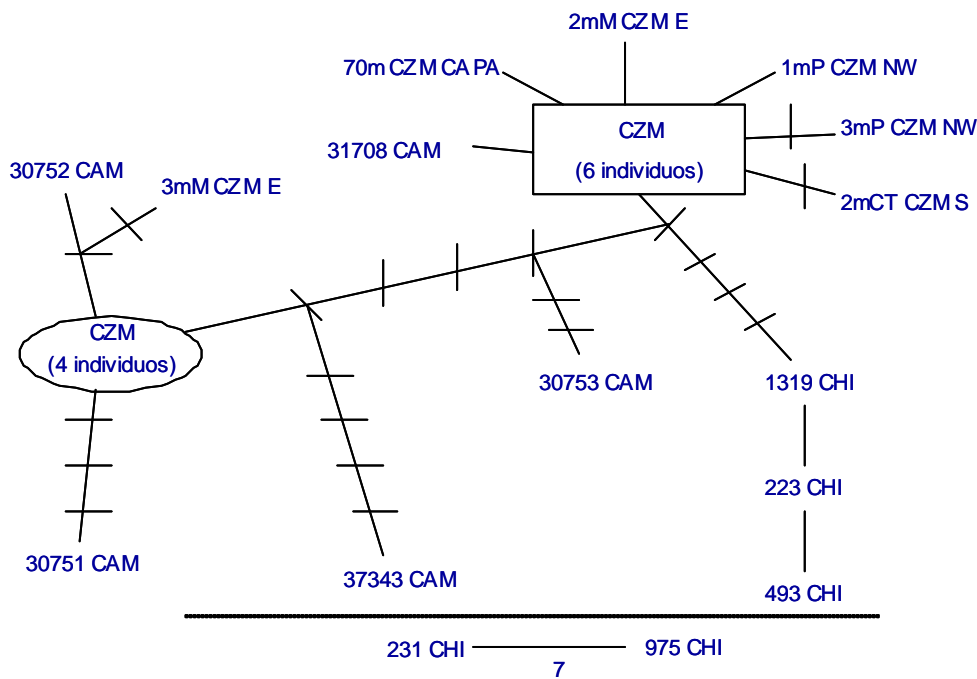 2mM CZM E
70m CZM CAPA
1mP CZM NW
CZM
(6 individuos)
3mP CZM NW
31708 CAM
30752 CAM
3mM CZM E
2mCT CZM S
CZM
(4 individuos)
30753 CAM
1319 CHI
223 CHI
30751 CAM
37343 CAM
493 CHI
231 CHI
975 CHI
7